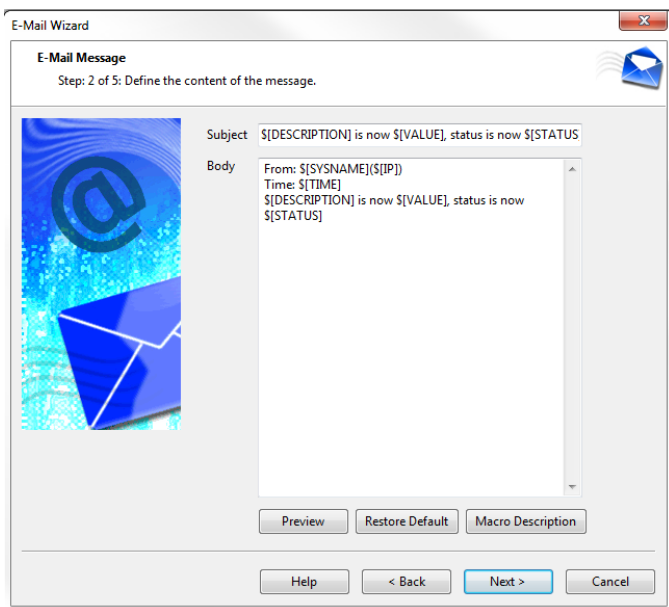 E-Mail Wizard
E-Mail Message
Step: 2 of 5: Define the content of the message.
Subject $[DESCRIPTION] is now $[VALUE], status is now $[STATUS
Body
From: $[SYSNAME]($[IP])
Time: $[TIME]
$[DESCRIPTION] is now $[VALUE], status is now
$[STATUS]
Preview Restore Default Macro Description
Help < Back Next > Cancel